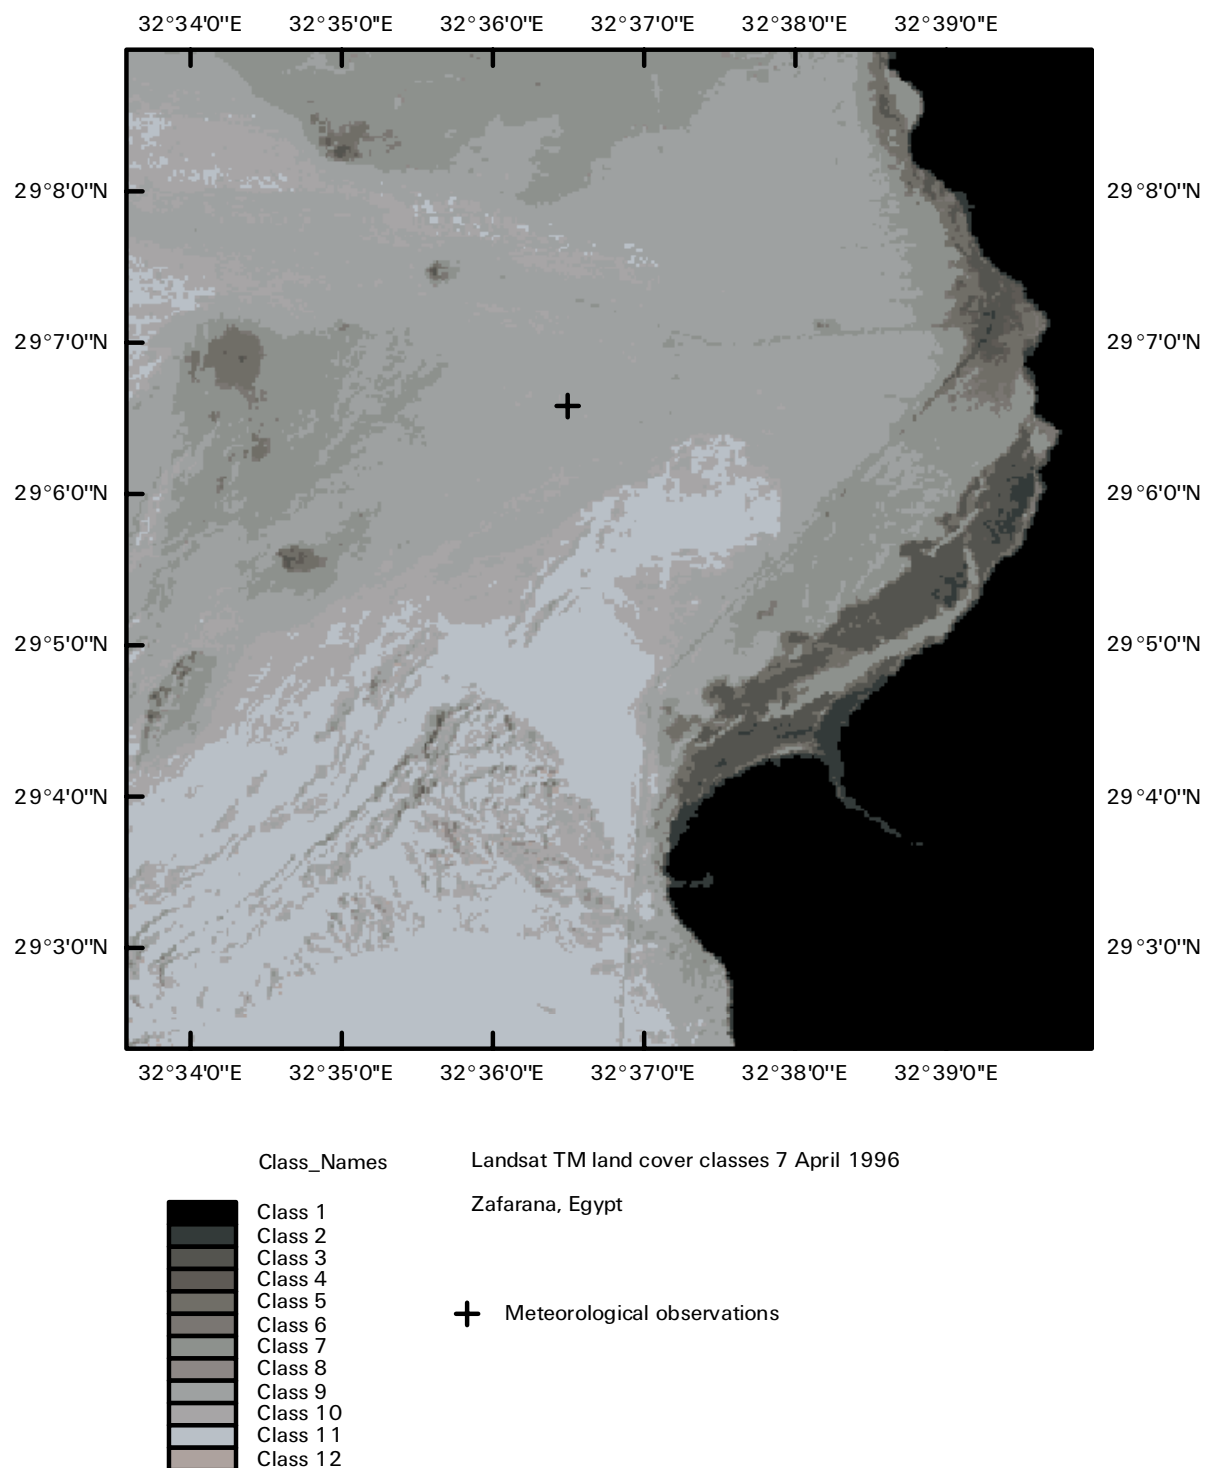 32°34'0"E 32°35'0"E 32°36'0"E 32°37'0"E 32°38'0"E 32°39'0"E
29°8'0"N 29°8'0"N
29°7'0"N 29°7'0"N
29°6'0"N 29°6'0"N
29°5'0"N 29°5'0"N
29°4'0"N 29°4'0"N
29°3'0"N 29°3'0"N
32°34'0"E 32°35'0"E 32°36'0"E 32°37'0"E 32°38'0"E 32°39'0"E
Class_Names
Landsat TM land cover classes 7 April 1996
Zafarana, Egypt
Class 1
Class 2
Class 3
Class 4
Class 5
Class 6
Class 7
Class 8
Class 9
Class 10
Class 11
Class 12
Meteorological observations